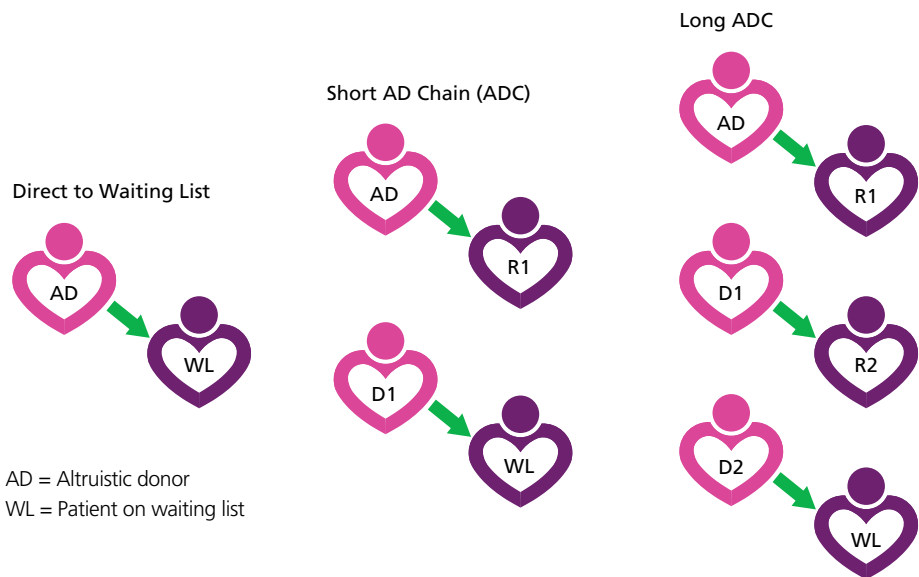 Direct to Waiting List
AD
WL
AD = Altruistic donor
WL = Patient on waiting list
Short AD Chain (ADC)
AD
R1
D1
WL
Long ADC
AD
R1
D1
R2
D2
WL